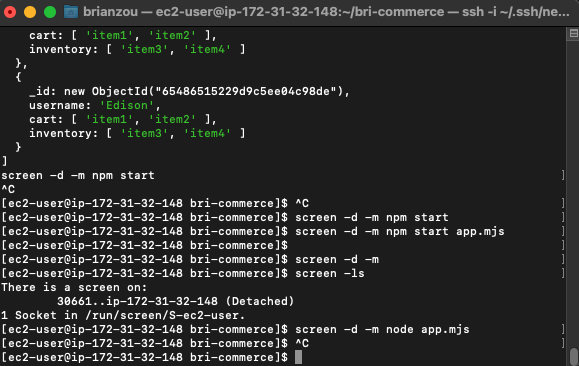 brianzou — ec2-user@ip-172-31-32-148:~/bri-commerce — ssh -i ~/.ssh/ne...
cart: [ 'item1', 'item2' ],
inventory: [ 'item3', 'item4' ]
},
{
_id: new ObjectId("65486515229d9c5ee04c98de"),
username: 'Edison',
cart: [ 'item1', 'item2' ],
inventory: [ 'item3', 'item4' ]
}
]
screen -d -m npm start ]
^C
[ec2-user@ip-172-31-32-148 bri-commerce]$ ^C ]
[ec2-user@ip-172-31-32-148 bri-commerce]$ screen -d -m npm start ]
[ec2-user@ip-172-31-32-148 bri-commerce]$ screen -d -m npm start app.mjs ]
[ec2-user@ip-172-31-32-148 bri-commerce]$ ]
[ec2-user@ip-172-31-32-148 bri-commerce]$ screen -d -m ]
[ec2-user@ip-172-31-32-148 bri-commerce]$ screen -ls ]
There is a screen on:
30661..ip-172-31-32-148 (Detached)
1 Socket in /run/screen/S-ec2-user.
[ec2-user@ip-172-31-32-148 bri-commerce]$ screen -d -m node app.mjs ]
[ec2-user@ip-172-31-32-148 bri-commerce]$ ^C ]
[ec2-user@ip-172-31-32-148 bri-commerce]$